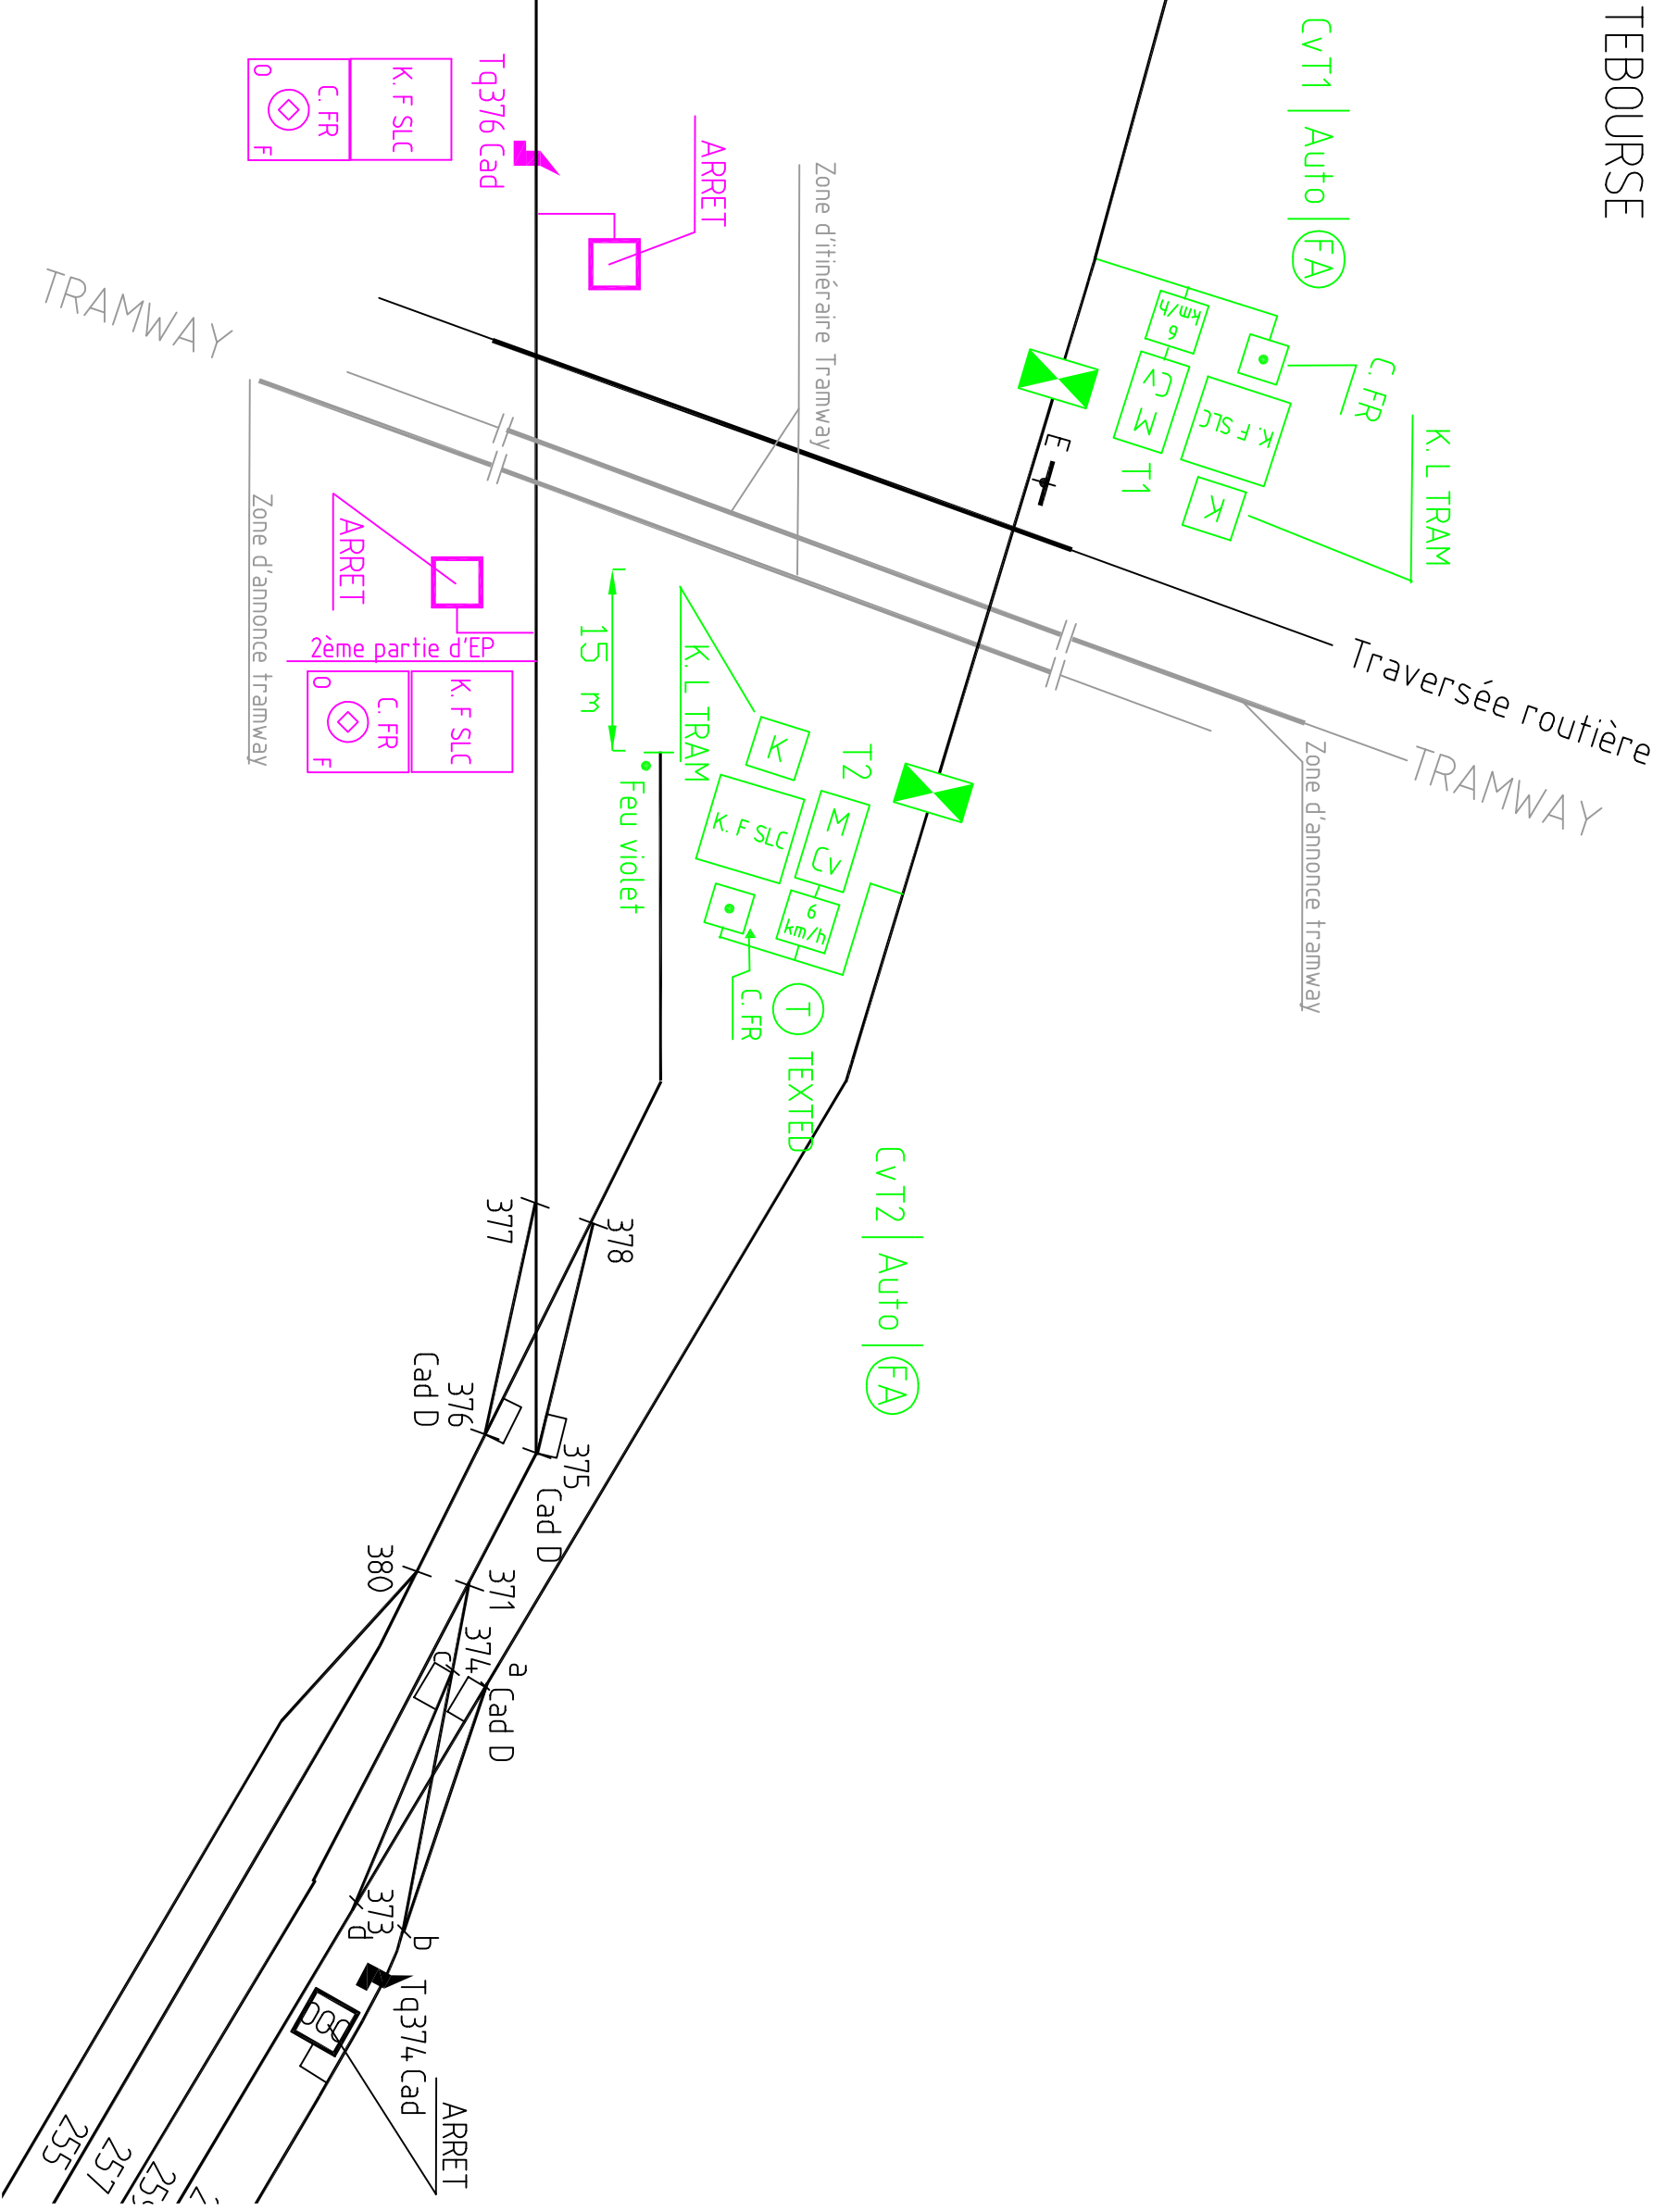 TEBOURSE
CvT1 | Auto | FA
C.FR
K.L TRAM
km/h
6
Cv M
T1
K.F SLC
K
E
Tq376 Cad
K.F SLC
C.FR
O F
ARRET
Zone d'itinéraire Tramway
TRAMWAY
Traversée routière
TRAMWAY
Zone d'annonce tramway
Zone d'annonce tramway
ARRET
2ème partie d'EP
K.F SLC
C.FR
O F
15 m
K.L TRAM
Feu violet
K
T2
M Cv
K.F SLC
6
km/h
C.FR
T TEXTED
CvT2 | Auto | FA
377
378
376
Cad D
375
Cad D
380
371
374
a
Cad D
c
373
d
b
Tq374 Cad
ARRET
255
257